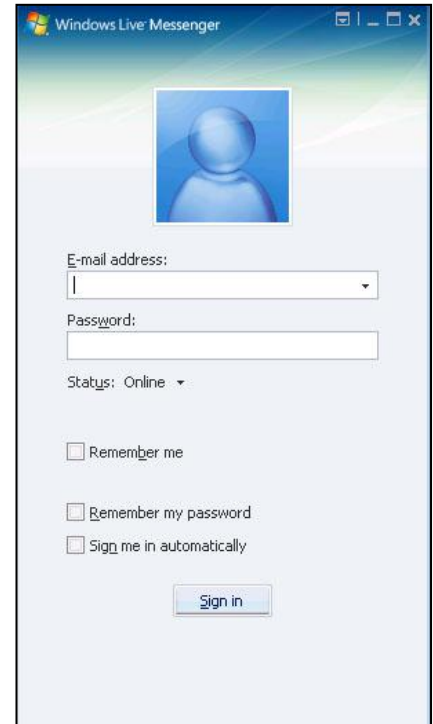 Windows Live Messenger
E-mail address:
Password:
Status: Online
Remember me
Remember my password
Sign me in automatically
Sign in